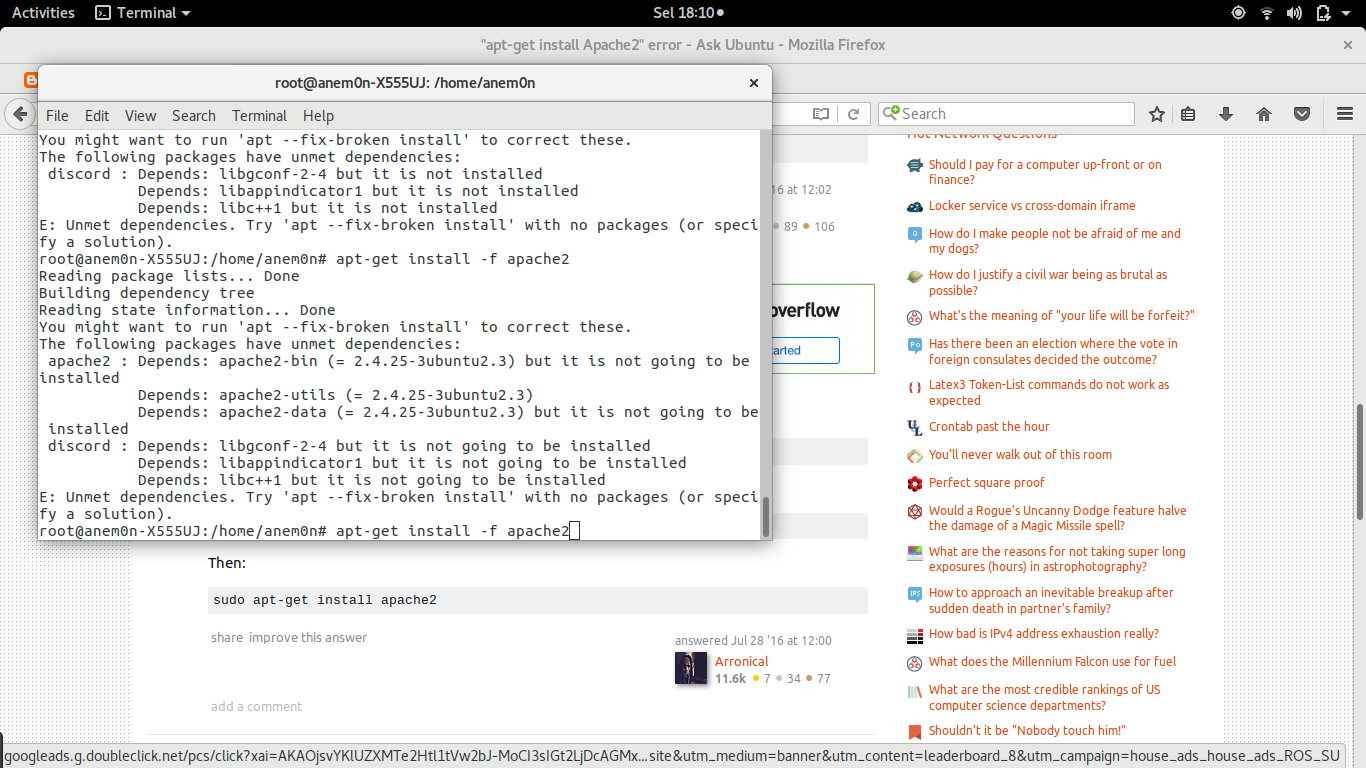 Activities
Terminal
Sel 18:10
"apt-get install Apache2" error - Ask Ubuntu - Mozilla Firefox
root@anem0n-X555UJ: /home/anem0n
File Edit View Search Terminal Help
Search
You might want to run 'apt --fix-broken install' to correct these.
The following packages have unmet dependencies:
discord : Depends: libgconf-2-4 but it is not installed
Depends: libappindicator1 but it is not installed
Depends: libc++1 but it is not installed
E: Unmet dependencies. Try 'apt --fix-broken install' with no packages (or speci
fy a solution).
root@anem0n-X555UJ:/home/anem0n# apt-get install -f apache2
Reading package lists... Done
Building dependency tree
Reading state information... Done
You might want to run 'apt --fix-broken install' to correct these.
The following packages have unmet dependencies:
apache2 : Depends: apache2-bin (= 2.4.25-3ubuntu2.3) but it is not going to be
installed
Depends: apache2-utils (= 2.4.25-3ubuntu2.3)
Depends: apache2-data (= 2.4.25-3ubuntu2.3) but it is not going to be
installed
discord : Depends: libgconf-2-4 but it is not going to be installed
Depends: libappindicator1 but it is not going to be installed
Depends: libc++1 but it is not going to be installed
E: Unmet dependencies. Try 'apt --fix-broken install' with no packages (or speci
fy a solution).
root@anem0n-X555UJ:/home/anem0n# apt-get install -f apache2
16 at 12:02
89 106
overflow
arted
Then:
sudo apt-get install apache2
share improve this answer
answered Jul 28 '16 at 12:00
Arronical
11.6k 7 34 77
add a comment
Hot Network Questions
Should I pay for a computer up-front or on
finance?
Locker service vs cross-domain iframe
How do I make people not be afraid of me and
my dogs?
How do I justify a civil war being as brutal as
possible?
What's the meaning of "your life will be forfeit?"
Has there been an election where the vote in
foreign consulates decided the outcome?
Latex3 Token-List commands do not work as
expected
Crontab past the hour
You'll never walk out of this room
Perfect square proof
Would a Rogue's Uncanny Dodge feature halve
the damage of a Magic Missile spell?
What are the reasons for not taking super long
exposures (hours) in astrophotography?
How to approach an inevitable breakup after
sudden death in partner's family?
How bad is IPv4 address exhaustion really?
What does the Millennium Falcon use for fuel
What are the most credible rankings of US
computer science departments?
Shouldn't it be "Nobody touch him!"
googleads.g.doubleclick.net/pcs/click?xai=AKAOjsvYKlUZXMTe2Htl1tVw2bJ-MoCI3sIGt2LjDcAGMx...site&utm_medium=banner&utm_content=leaderboard_8&utm_campaign=house_ads_house_ads_ROS_SU